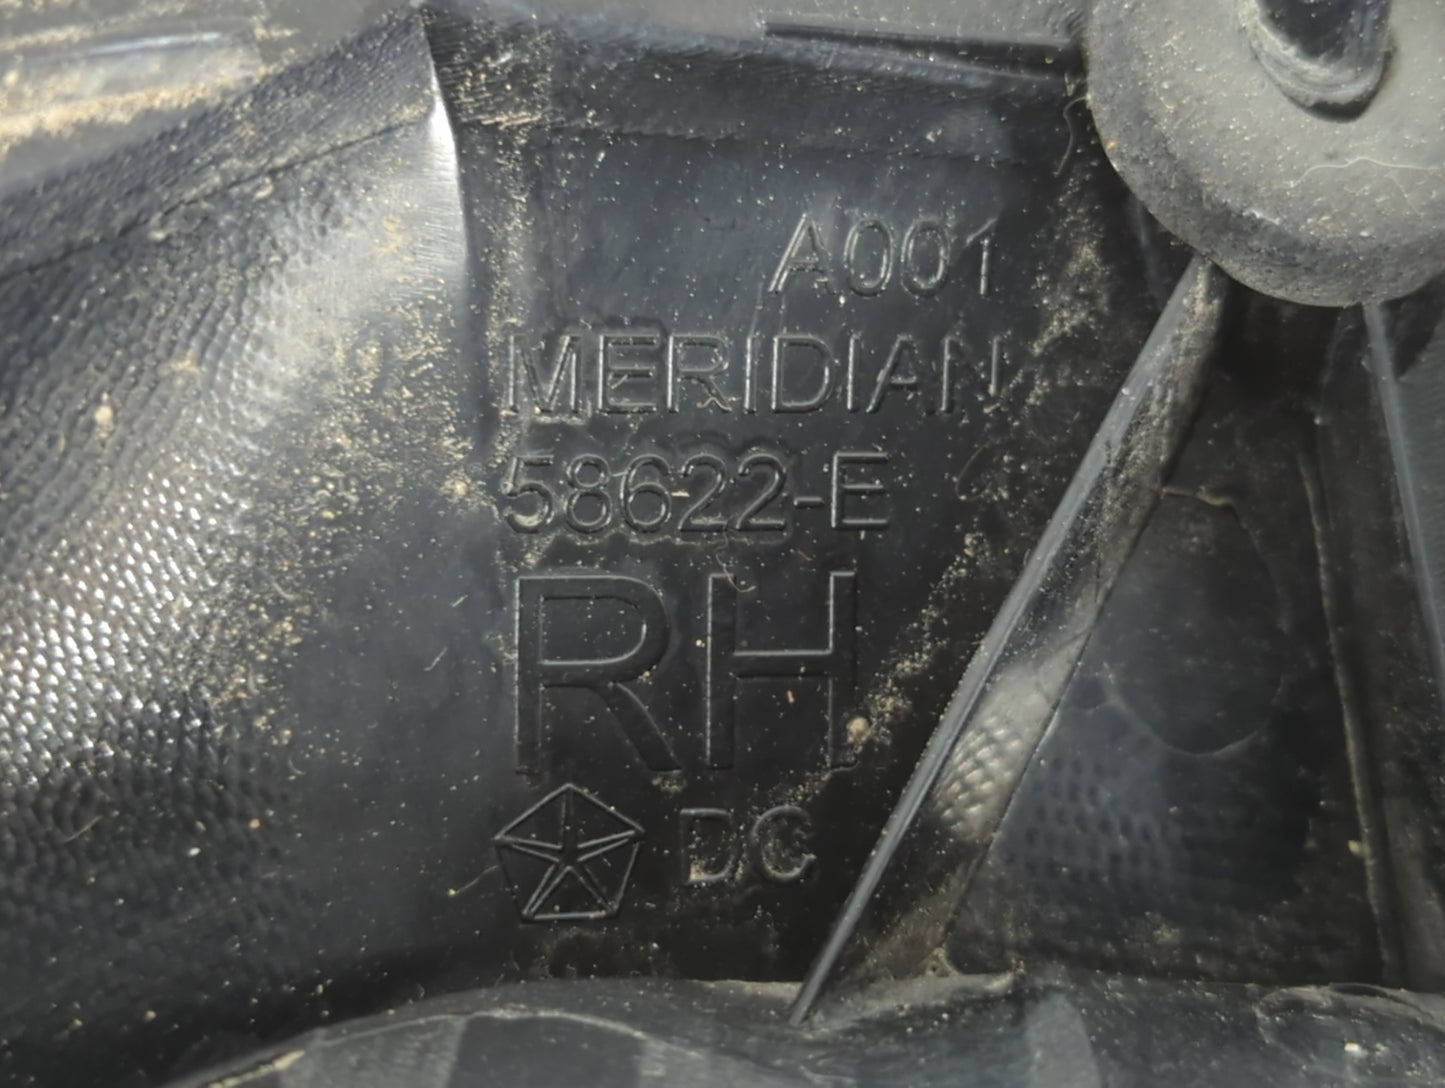 A001
MERIDIAN
58622-E
RH
DC